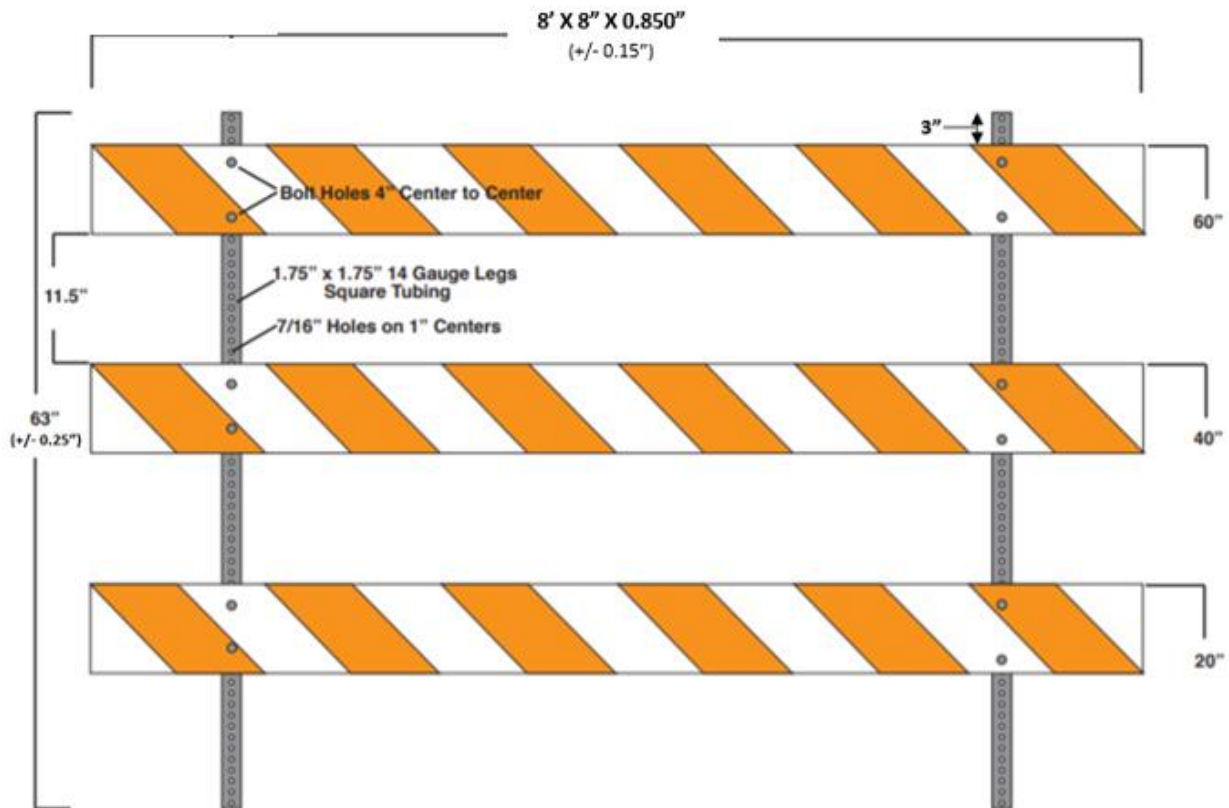 8’ X 8” X 0.850”
(+/- 0.15”)
3”
Bolt Holes 4” Center to Center
60”
1.75” x 1.75” 14 Gauge Legs
Square Tubing
11.5”
7/16” Holes on 1” Centers
63”
(+/- 0.25”)
40”
20”